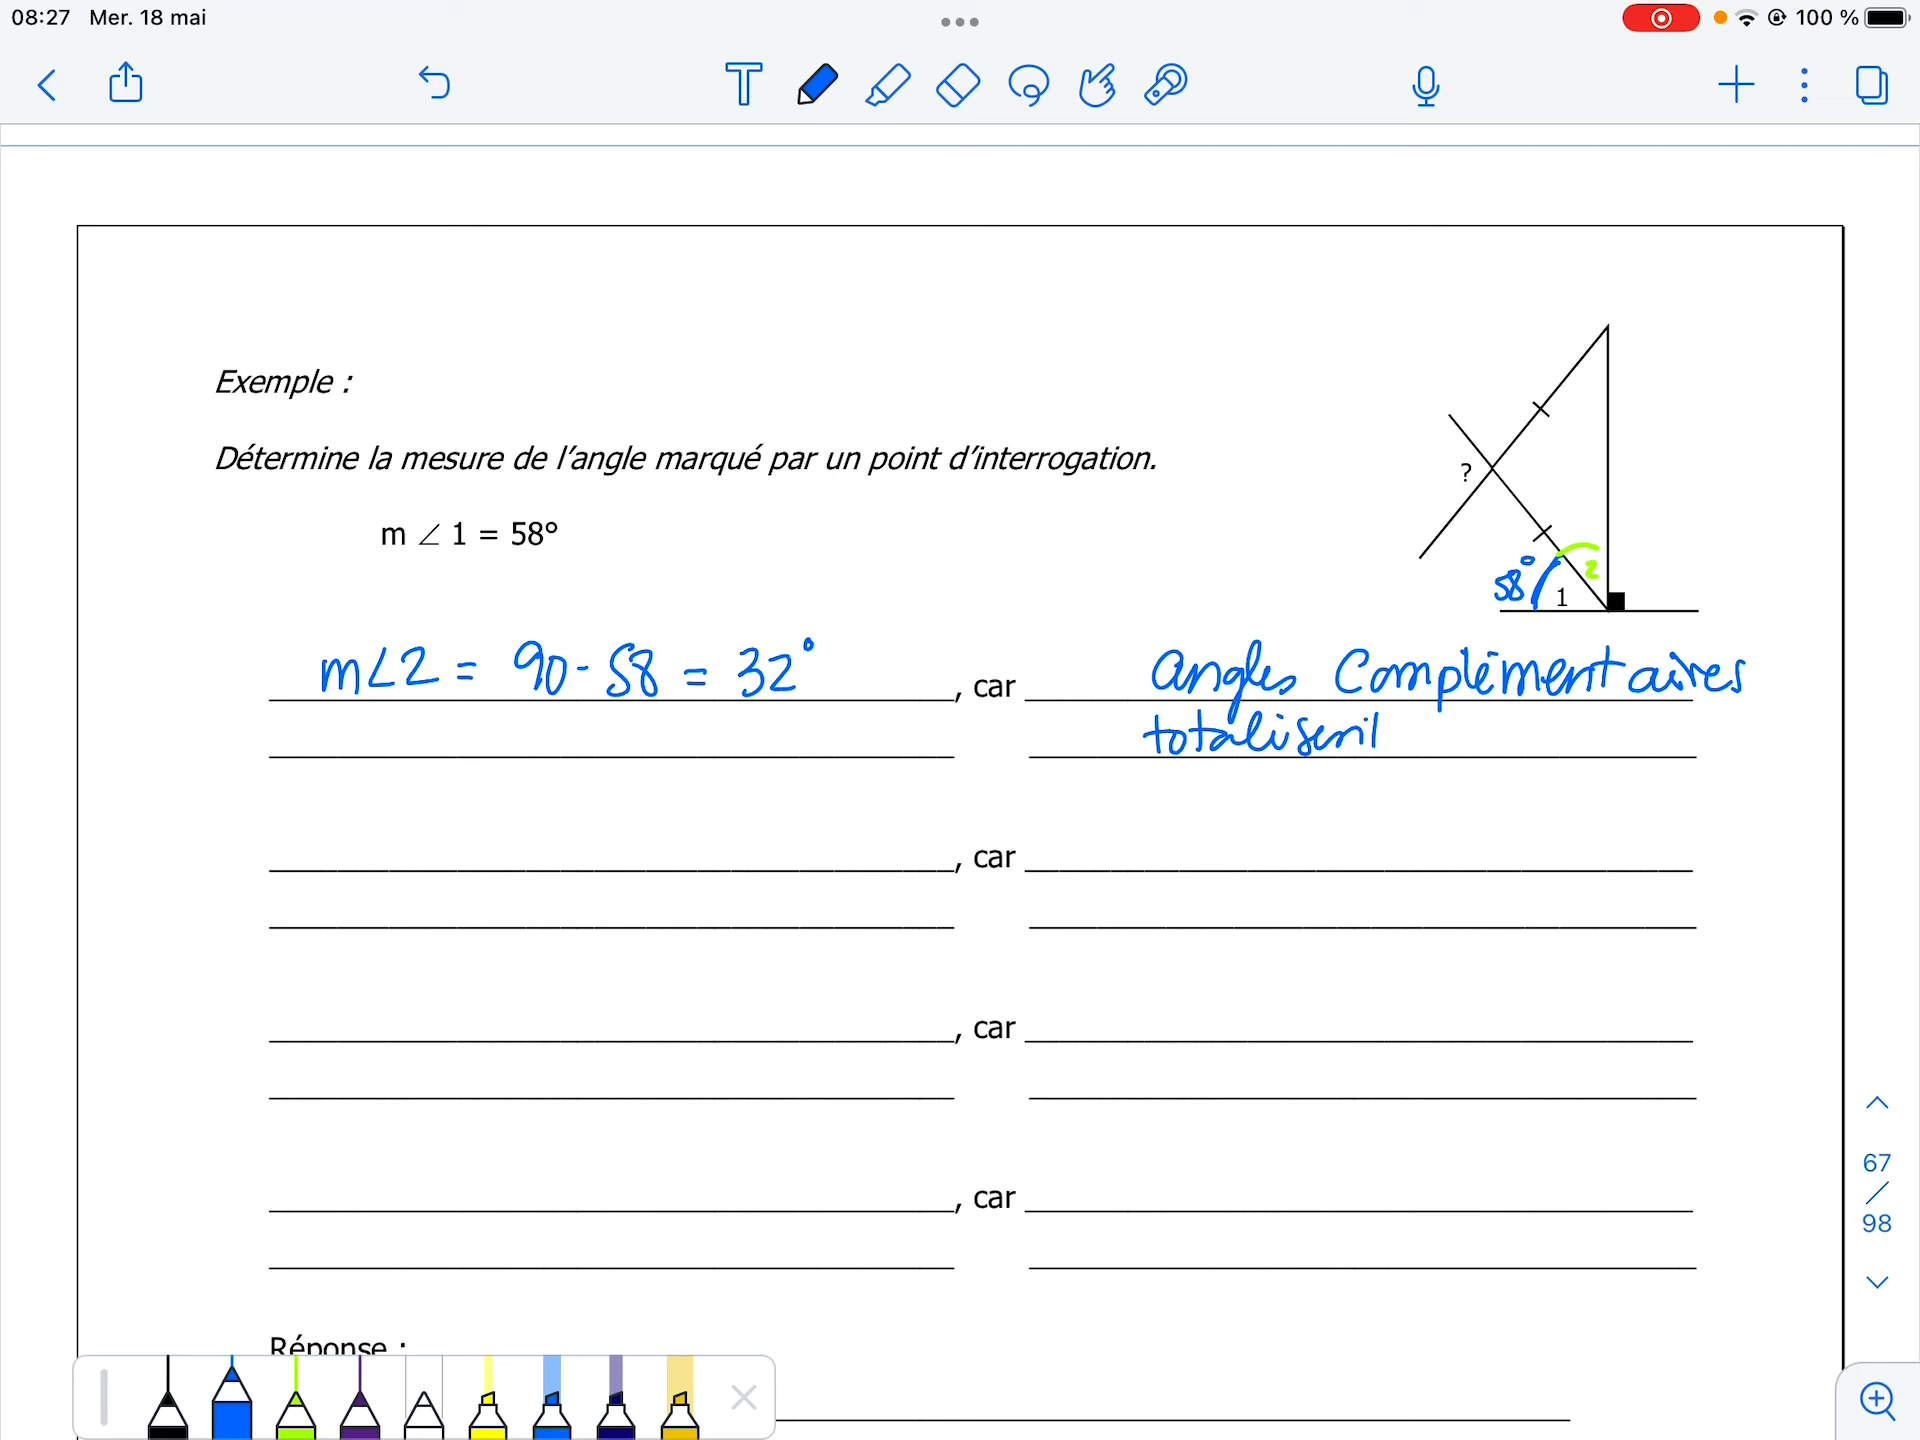 08:27 Mer. 18 mai
100 %
Exemple :
Détermine la mesure de l'angle marqué par un point d'interrogation.
m ∠ 1 = 58°
?
58°
2
1
m∠2 = 90 - 58 = 32° , car angles Complémentaires
totalisen
, car
, car
, car
Réponse :
67
/
98